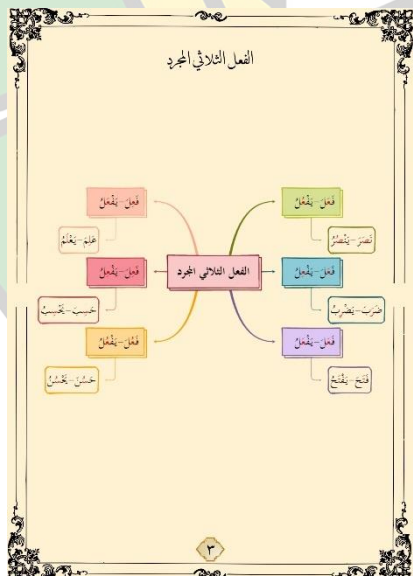 الفعل الثلاثي المجرد
فَعَلَ-يَفْعُلُ
نَصَرَ-يَنْصُرُ
فَعَلَ-يَفْعِلُ
ضَرَبَ-يَضْرِبُ
فَعَلَ-يَفْعَلُ
فَتَحَ-يَفْتَحُ
الفعل الثلاثي المجرد
فَعِلَ-يَفْعَلُ
عَلِمَ-يَعْلَمُ
فَعِلَ-يَفْعِلُ
حَسِبَ-يَحْسِبُ
فَعُلَ-يَفْعُلُ
حَسُنَ-يَحْسُنُ
٣